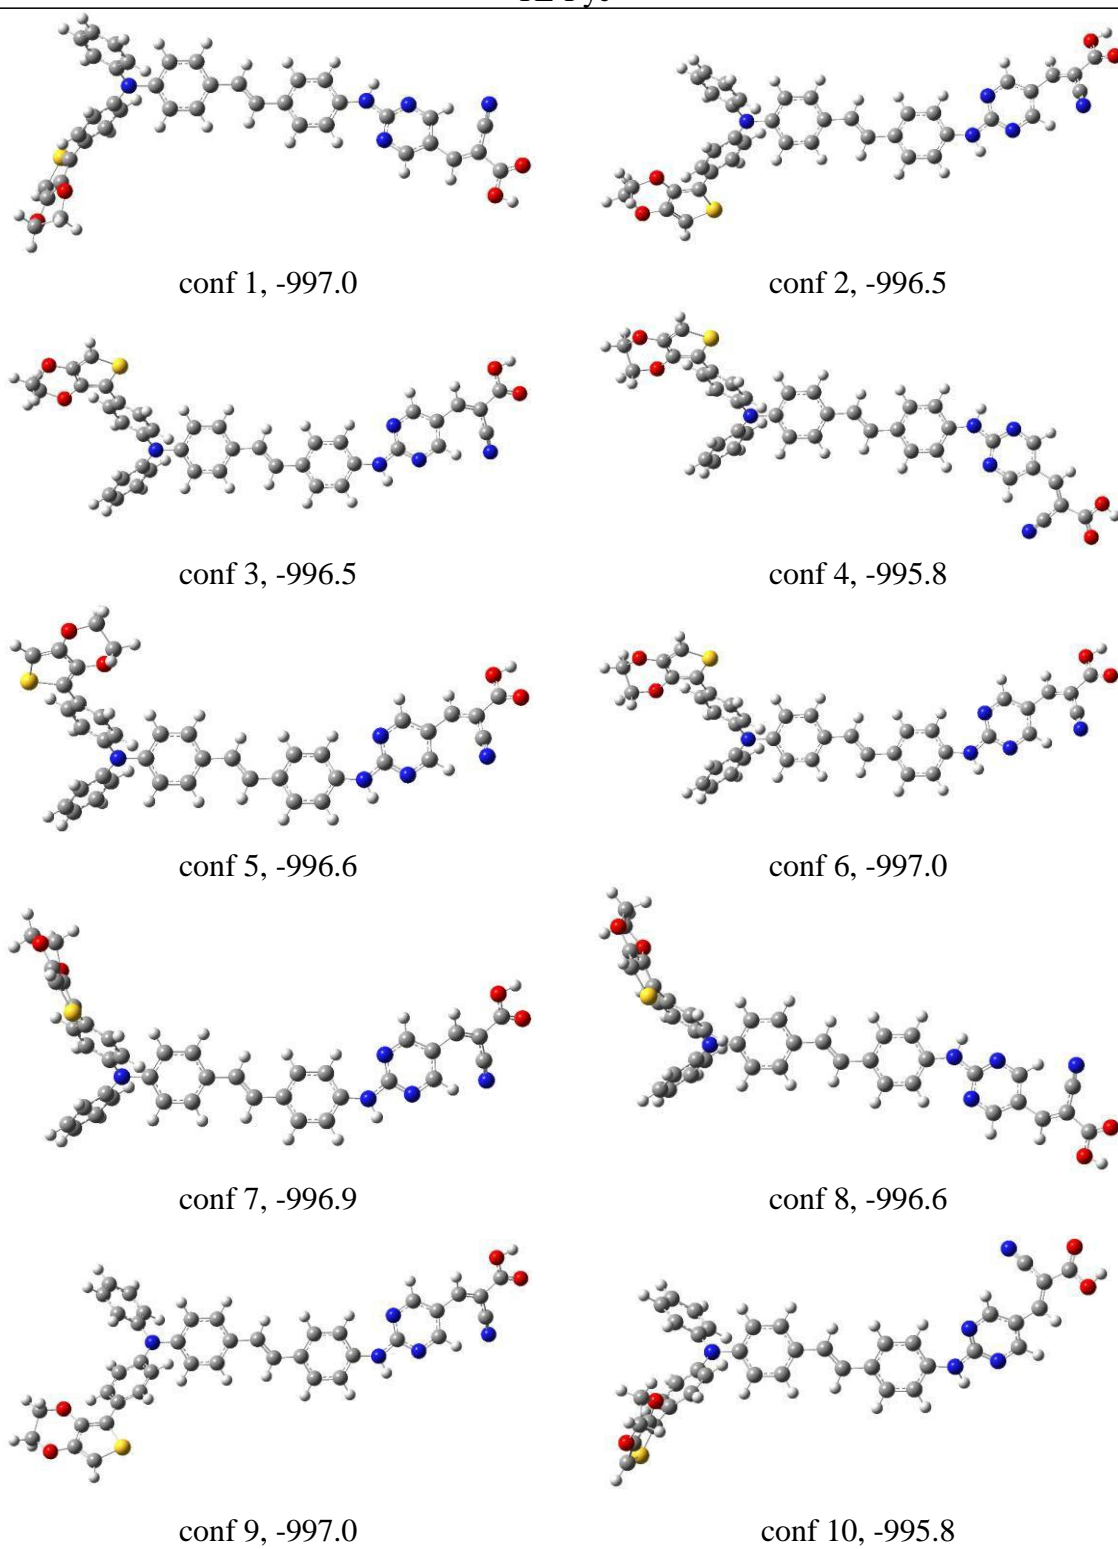 conf 1, -997.0
conf 2, -996.5
conf 3, -996.5
conf 4, -995.8
conf 5, -996.6
conf 6, -997.0
conf 7, -996.9
conf 8, -996.6
conf 9, -997.0
conf 10, -995.8